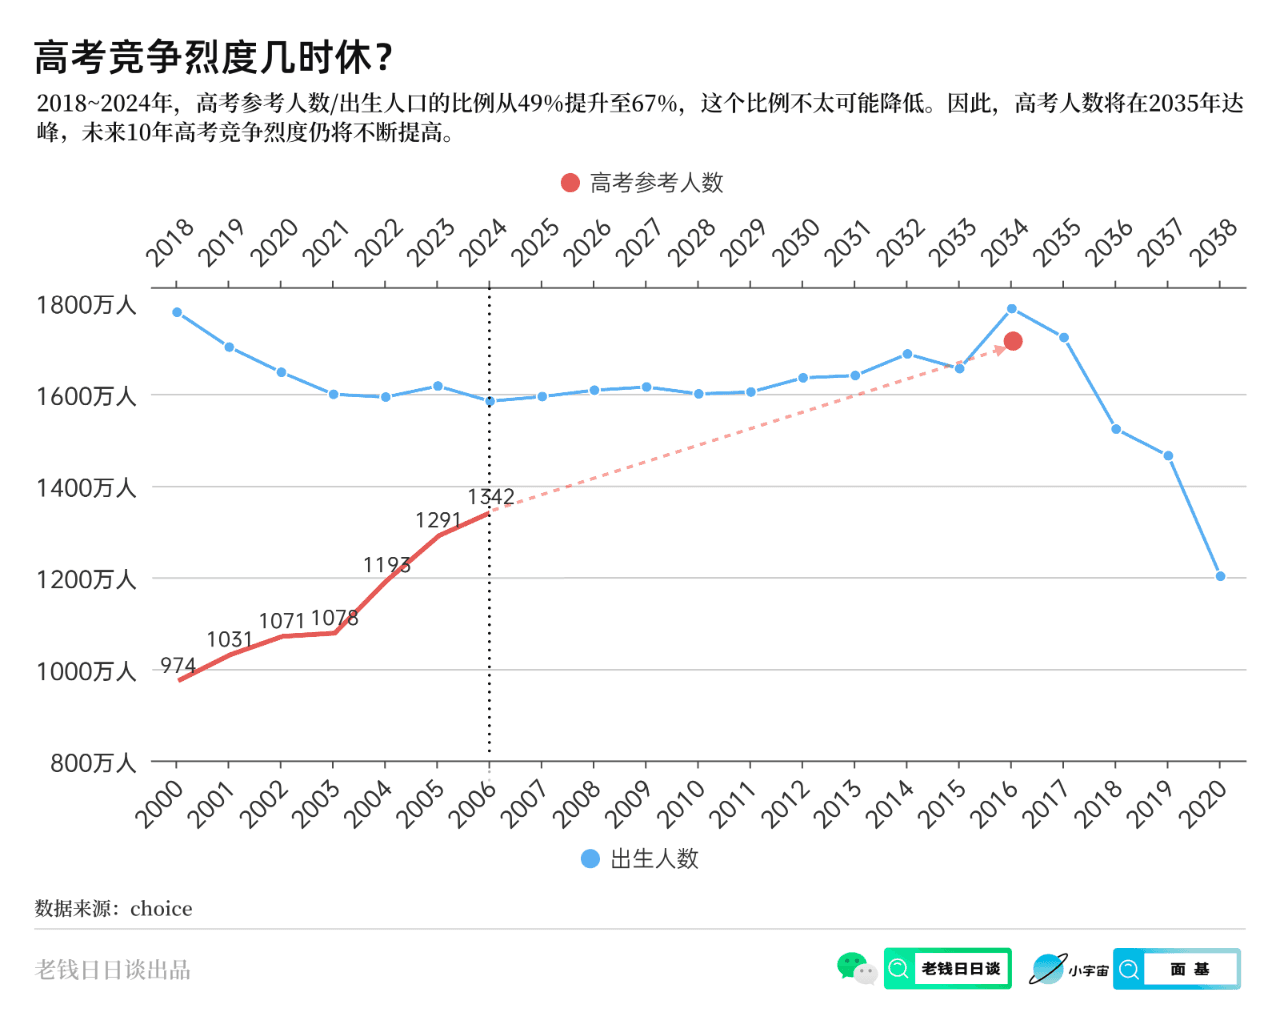 高考竞争烈度几时休？
2018~2024年，高考参考人数/出生人口的比例从49%提升至67%，这个比例不太可能降低。因此，高考人数将在2035年达
峰，未来10年高考竞争烈度仍将不断提高。
高考参考人数
2018 2019 2020 2021 2022 2023 2024 2025 2026 2027 2028 2029 2030 2031 2032 2033 2034 2035 2036 2037 2038
1800万人
1600万人
1400万人
1342
1291
1200万人
1193
1078
1071
1031
1000万人
974
800万人
2000 2001 2002 2003 2004 2005 2006 2007 2008 2009 2010 2011 2012 2013 2014 2015 2016 2017 2018 2019 2020
出生人数
数据来源：choice
老钱日日谈出品
老钱日日谈
小宇宙
面 基